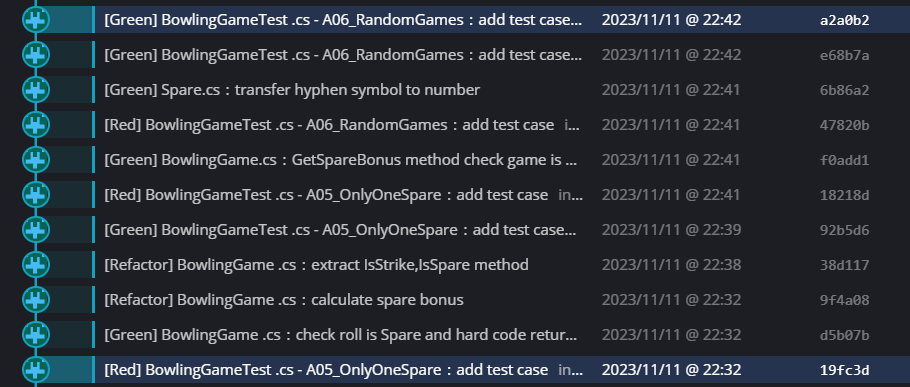 [Green] BowlingGameTest .cs - A06_RandomGames：add test case... 2023/11/11 @ 22:42 a2a0b2
[Green] BowlingGameTest .cs - A06_RandomGames：add test case... 2023/11/11 @ 22:42 e68b7a
[Green] Spare.cs：transfer hyphen symbol to number 2023/11/11 @ 22:41 6b86a2
[Red] BowlingGameTest .cs - A06_RandomGames：add test case i... 2023/11/11 @ 22:41 47820b
[Green] BowlingGame.cs：GetSpareBonus method check game is ... 2023/11/11 @ 22:41 f0add1
[Red] BowlingGameTest .cs - A05_OnlyOneSpare：add test case in... 2023/11/11 @ 22:41 18218d
[Green] BowlingGameTest .cs - A05_OnlyOneSpare：add test case... 2023/11/11 @ 22:39 92b5d6
[Refactor] BowlingGame .cs：extract IsStrike,IsSpare method 2023/11/11 @ 22:38 38d117
[Refactor] BowlingGame .cs：calculate spare bonus 2023/11/11 @ 22:32 9f4a08
[Green] BowlingGame .cs：check roll is Spare and hard code retur... 2023/11/11 @ 22:32 d5b07b
[Red] BowlingGameTest .cs - A05_OnlyOneSpare：add test case in... 2023/11/11 @ 22:32 19fc3d